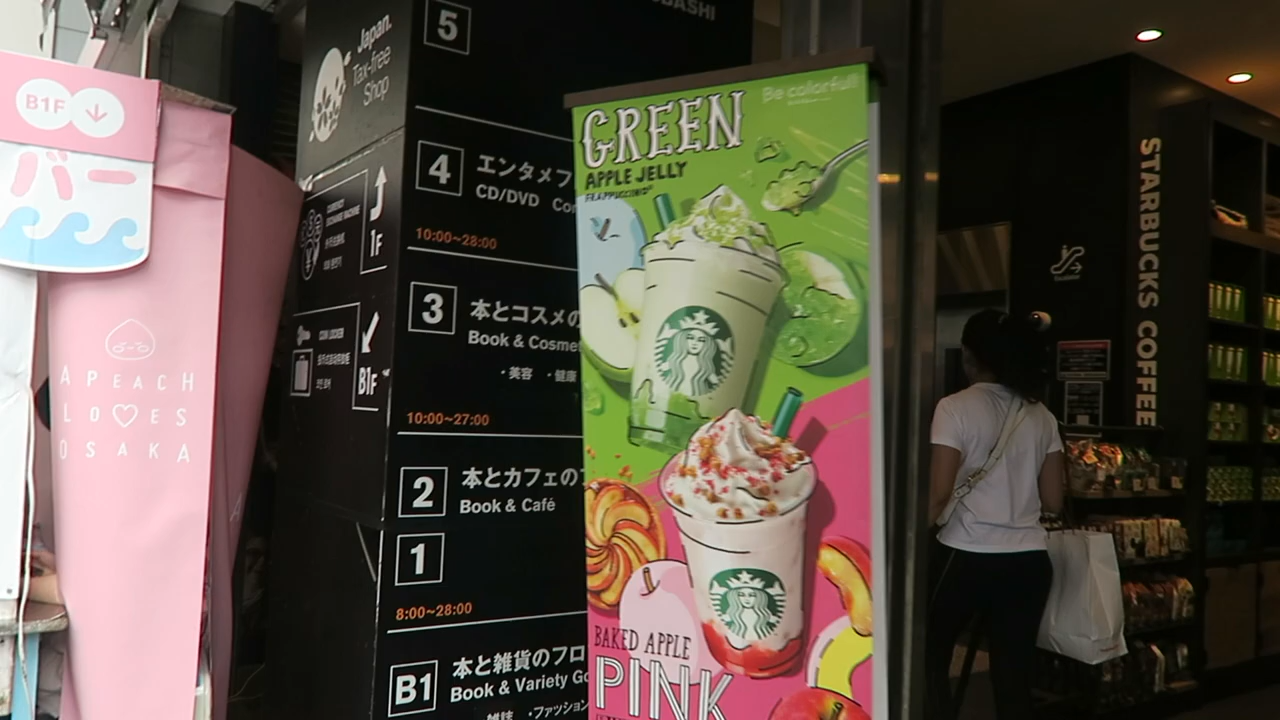 B1F
バー
A PEACH
LOVES
OSAKA
Japan.
Tax-free
Shop
1F
B1F
5
4
エンタメフ
CD/DVD Co
10:00~28:00
3
本とコスメの
Book & Cosme
・美容 ・健康
10:00~27:00
2
本とカフェの
Book & Café
1
8:00~28:00
B1
本と雑貨のフロ
Book & Variety Go
雑誌 ・ファッション
Be colorful!
GREEN
APPLE JELLY
FRAPPUCCINO
BAKED APPLE
PINK
STARBUCKS COFFEE